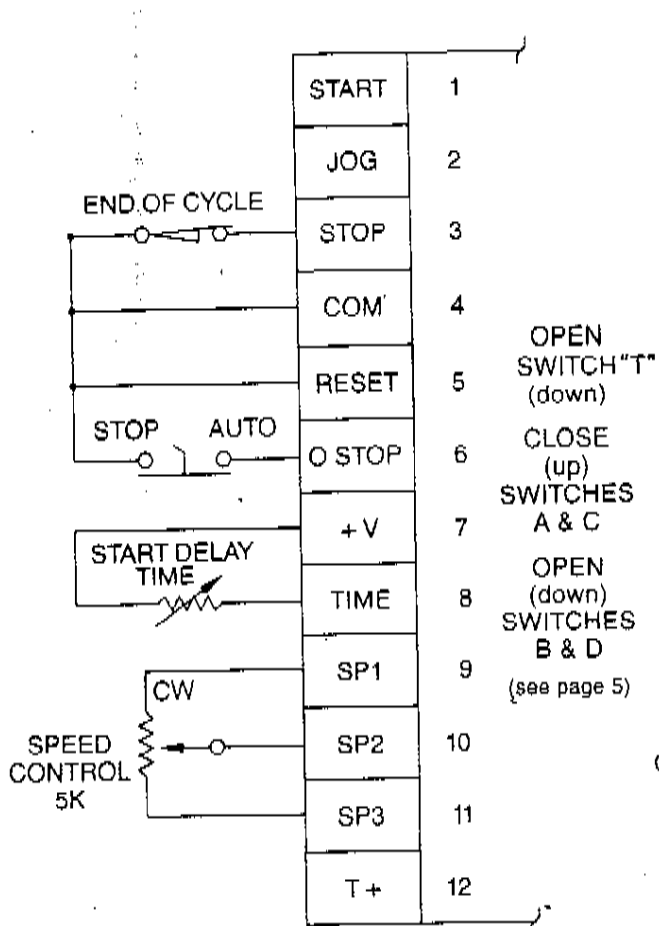 START 1
JOG 2
END OF CYCLE
STOP 3
COM 4
RESET 5
STOP AUTO
O STOP 6
+ V 7
START DELAY
TIME
TIME 8
CW
SP1 9
SPEED
CONTROL
5K
SP2 10
SP3 11
T + 12
OPEN
SWITCH "T"
(down)
CLOSE
(up)
SWITCHES
A & C
OPEN
(down)
SWITCHES
B & D
(see page 5)